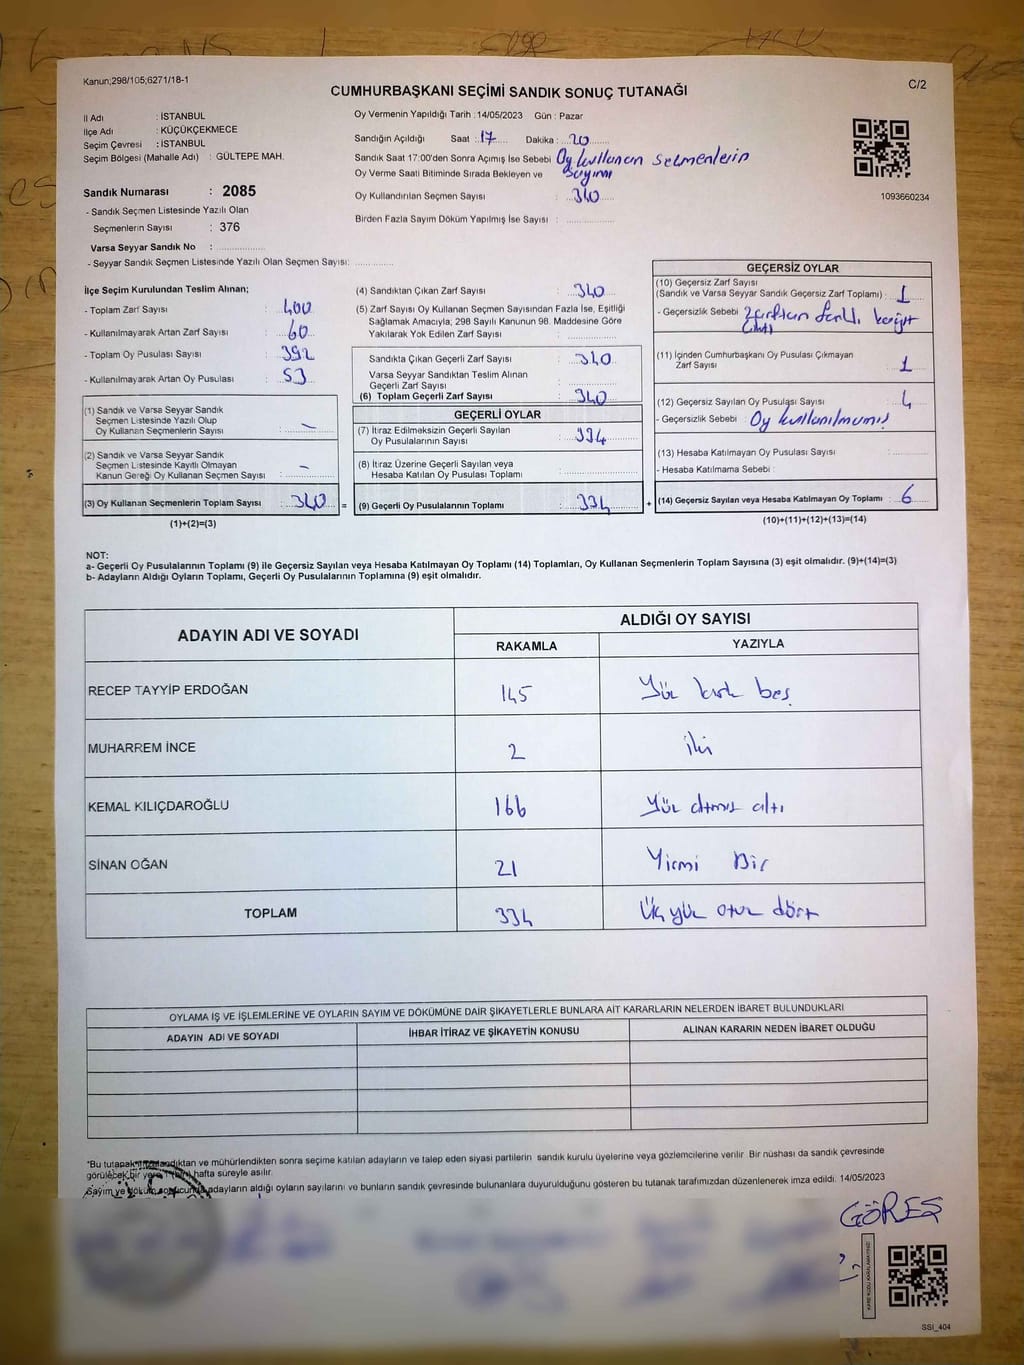 Kanun;298/105;6271/18-1
C/2
CUMHURBAŞKANI SEÇİMİ SANDIK SONUÇ TUTANAĞI
İl Adı : İSTANBUL
İlçe Adı : KÜÇÜKÇEKMECE
Seçim Çevresi : İSTANBUL
Seçim Bölgesi (Mahalle Adı) : GÜLTEPE MAH.
Sandık Numarası : 2085
- Sandık Seçmen Listesinde Yazılı Olan
Seçmenlerin Sayısı : 376
Varsa Seyyar Sandık No :
- Seyyar Sandık Seçmen Listesinde Yazılı Olan Seçmen Sayısı:
Oy Vermenin Yapıldığı Tarih : 14/05/2023 Gün : Pazar
Sandığın Açıldığı Saat : 17 Dakika : 20
Sandık Saat 17:00'den Sonra Açımış İse Sebebi Oy kullanan seçmenlerin
Oy Verme Saati Bitiminde Sırada Bekleyen ve sayımı
Oy Kullandırılan Seçmen Sayısı : 340
Birden Fazla Sayım Döküm Yapılmış İse Sayısı :
1093660234
İlçe Seçim Kurulundan Teslim Alınan;
- Toplam Zarf Sayısı : 400
- Kullanılmayarak Artan Zarf Sayısı : 60
- Toplam Oy Pusulası Sayısı : 392
- Kullanılmayarak Artan Oy Pusulası : 53
(1) Sandık ve Varsa Seyyar Sandık
Seçmen Listesinde Yazılı Olup
Oy Kullanan Seçmenlerin Sayısı : –
(2) Sandık ve Varsa Seyyar Sandık
Seçmen Listesinde Kayıtlı Olmayan
Kanun Gereği Oy Kullanan Seçmen Sayısı : –
(3) Oy Kullanan Seçmenlerin Toplam Sayısı : 340 =
(1)+(2)=(3)
(4) Sandıktan Çıkan Zarf Sayısı : 340
(5) Zarf Sayısı Oy Kullanan Seçmen Sayısından Fazla İse, Eşitliği
Sağlamak Amacıyla; 298 Sayılı Kanunun 98. Maddesine Göre
Yakılarak Yok Edilen Zarf Sayısı :
Sandıkta Çıkan Geçerli Zarf Sayısı : 340
Varsa Seyyar Sandıktan Teslim Alınan
Geçerli Zarf Sayısı :
(6) Toplam Geçerli Zarf Sayısı : 340
GEÇERLİ OYLAR
(7) İtiraz Edilmeksizin Geçerli Sayılan
Oy Pusulalarının Sayısı : 334
(8) İtiraz Üzerine Geçerli Sayılan veya
Hesaba Katılan Oy Pusulası Toplamı :
(9) Geçerli Oy Pusulalarının Toplamı : 334 +
GEÇERSİZ OYLAR
(10) Geçersiz Zarf Sayısı
(Sandık ve Varsa Seyyar Sandık Geçersiz Zarf Toplamı) : 1
- Geçersizlik Sebebi : Zarftan farklı kağıt
(11) İçinden Cumhurbaşkanı Oy Pusulası Çıkmayan
Zarf Sayısı : 1
(12) Geçersiz Sayılan Oy Pusulası Sayısı : 4
- Geçersizlik Sebebi : Oy kullanılmamış
(13) Hesaba Katılmayan Oy Pusulası Sayısı :
- Hesaba Katılmama Sebebi :
(14) Geçersiz Sayılan veya Hesaba Katılmayan Oy Toplamı : 6
(10)+(11)+(12)+(13)=(14)
NOT:
a- Geçerli Oy Pusulalarının Toplamı (9) ile Geçersiz Sayılan veya Hesaba Katılmayan Oy Toplamı (14) Toplamları, Oy Kullanan Seçmenlerin Toplam Sayısına (3) eşit olmalıdır. (9)+(14)=(3)
b- Adayların Aldığı Oyların Toplamı, Geçerli Oy Pusulalarının Toplamına (9) eşit olmalıdır.
ADAYIN ADI VE SOYADI
ALDIĞI OY SAYISI
RAKAMLA YAZIYLA
RECEP TAYYİP ERDOĞAN 145 Yüz kırk beş
MUHARREM İNCE 2 iki
KEMAL KILIÇDAROĞLU 166 Yüz atmış altı
SİNAN OĞAN 21 Yirmi Bir
TOPLAM 334 Üç yüz otuz dört
OYLAMA İŞ VE İŞLEMLERİNE VE OYLARIN SAYIM VE DÖKÜMÜNE DAİR ŞİKAYETLERLE BUNLARA AİT KARARLARIN NELERDEN İBARET BULUNDUKLARI
ADAYIN ADI VE SOYADI İHBAR İTİRAZ VE ŞİKAYETİN KONUSU ALINAN KARARIN NEDEN İBARET OLDUĞU
*Bu tutanak sonra seçime katılan adayların ve talep eden siyasi partilerin sandık kurulu üyelerine veya gözlemcilerine verilir. Bir nüshası da sandık çevresinde
görülecek bir yere hafta süreyle asılır.
Sayım ve döküm sonucunda adayların aldığı oyların sayılarını ve bunların sandık çevresinde bulunanlara duyurulduğunu gösteren bu tutanak tarafımızdan düzenlenerek imza edildi. 14/05/2023
GÖREŞ
SSI_404